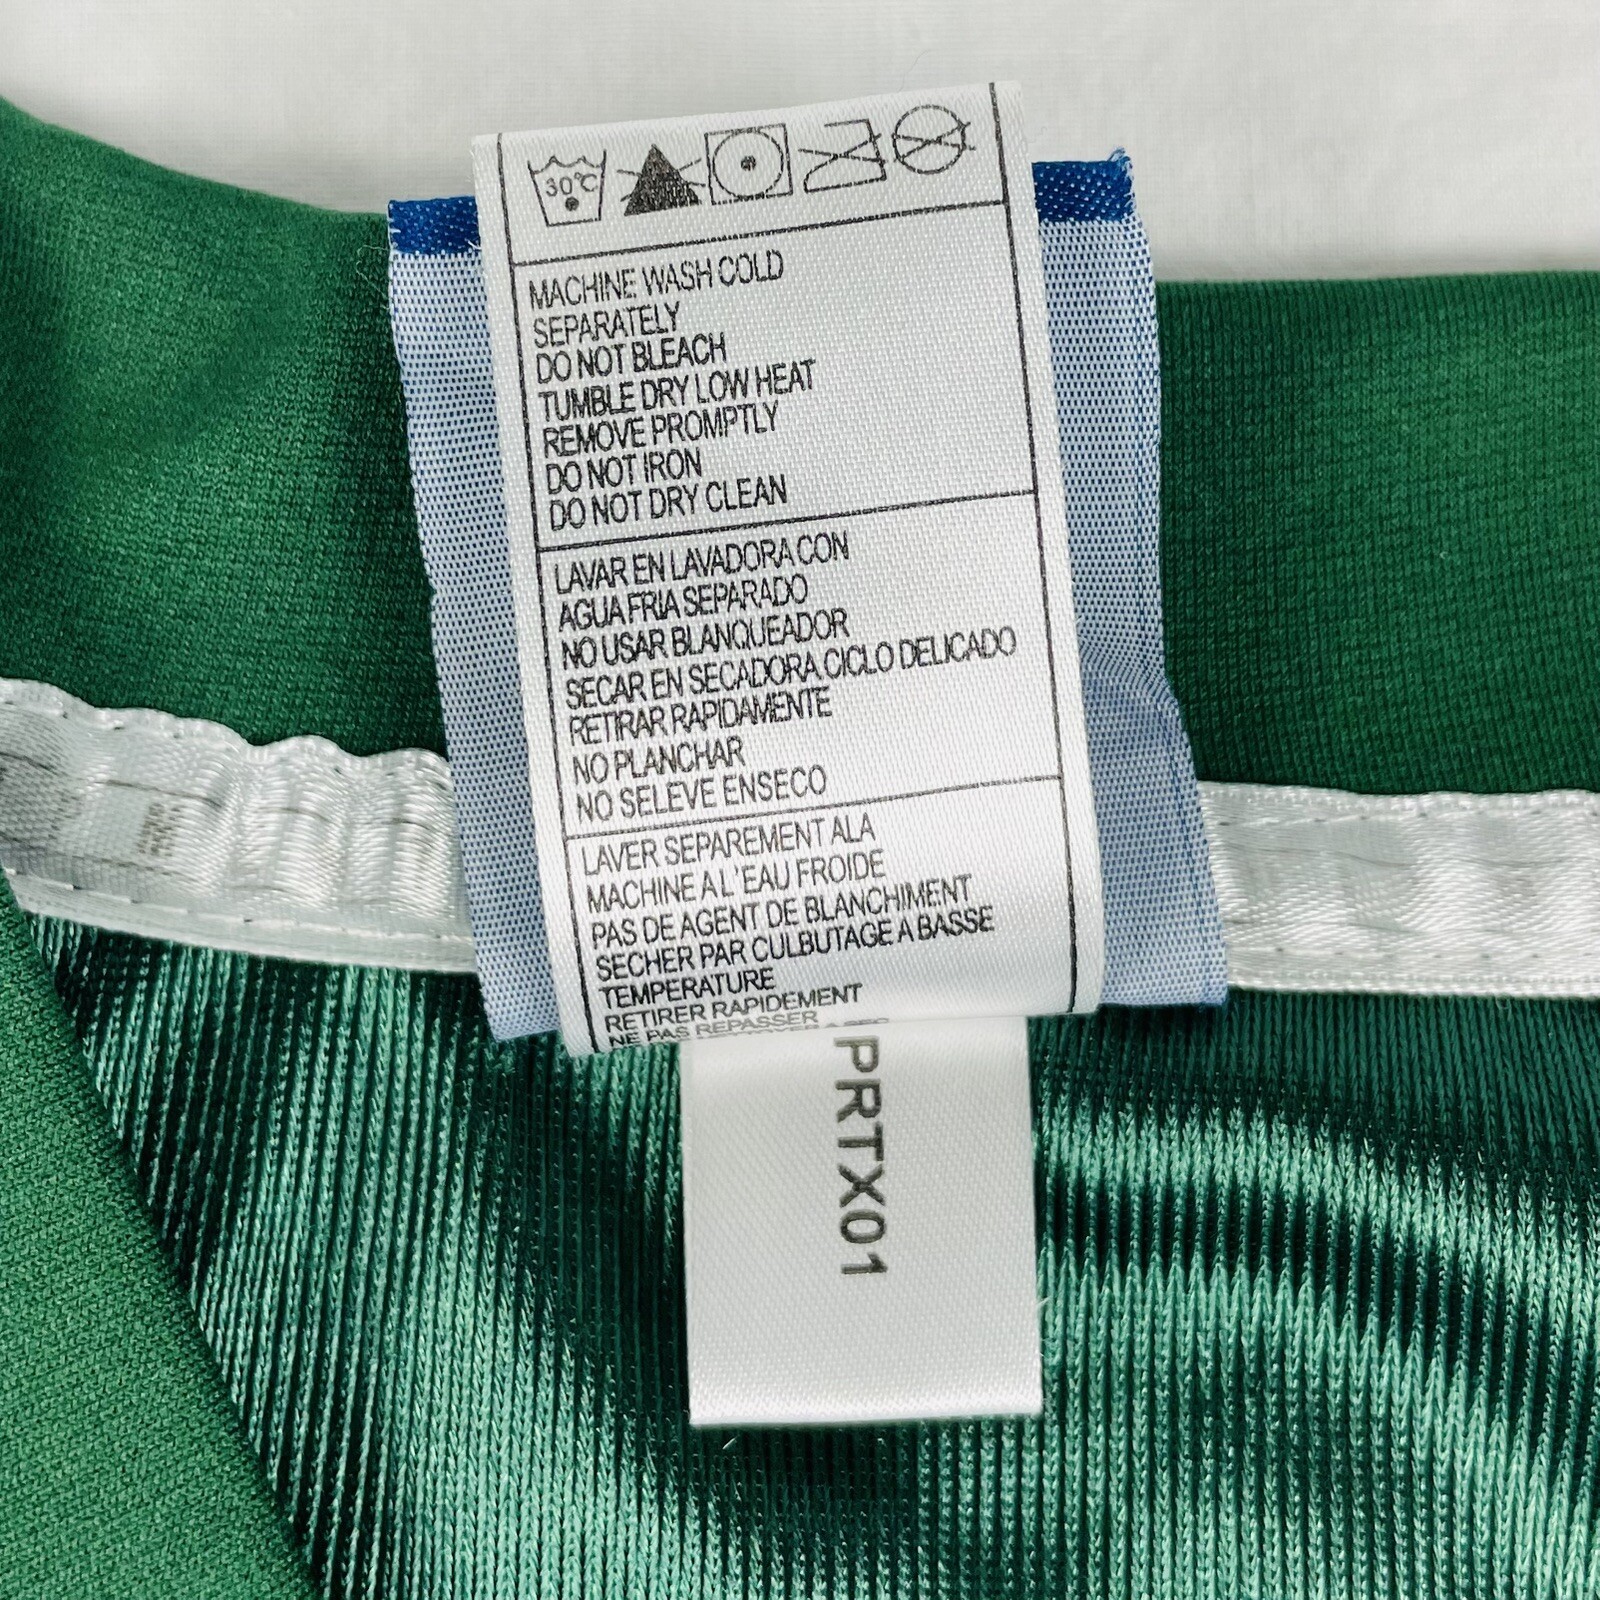 30°C
MACHINE WASH COLD
SEPARATELY
DO NOT BLEACH
TUMBLE DRY LOW HEAT
REMOVE PROMPTLY
DO NOT IRON
DO NOT DRY CLEAN
LAVAR EN LAVADORA CON
AGUA FRIA SEPARADO
NO USAR BLANQUEADOR
SECAR EN SECADORA, CICLO DELICADO
RETIRAR RAPIDAMENTE
NO PLANCHAR
NO SELEVE ENSECO
LAVER SEPAREMENT ALA
MACHINE A L'EAU FROIDE
PAS DE AGENT DE BLANCHIMENT
SECHER PAR CULBUTAGE A BASSE
TEMPERATURE
RETIRER RAPIDEMENT
NE PAS REPASSER
PRTX01